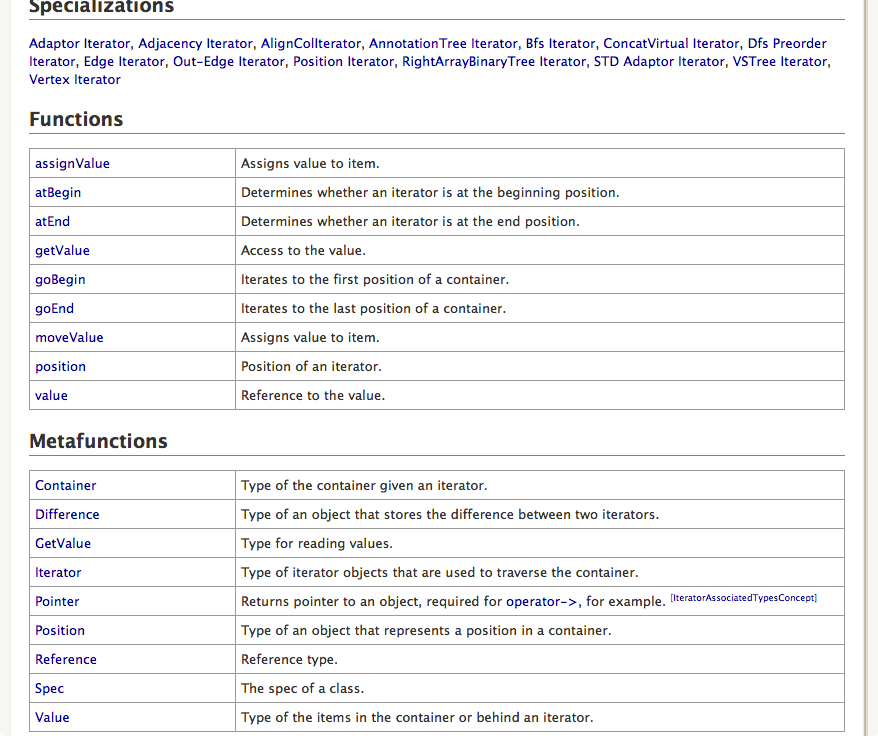 Specializations
Adaptor Iterator, Adjacency Iterator, AlignColIterator, AnnotationTree Iterator, Bfs Iterator, ConcatVirtual Iterator, Dfs Preorder
Iterator, Edge Iterator, Out-Edge Iterator, Position Iterator, RightArrayBinaryTree Iterator, STD Adaptor Iterator, VSTree Iterator,
Vertex Iterator
Functions
assignValue Assigns value to item.
atBegin Determines whether an iterator is at the beginning position.
atEnd Determines whether an iterator is at the end position.
getValue Access to the value.
goBegin Iterates to the first position of a container.
goEnd Iterates to the last position of a container.
moveValue Assigns value to item.
position Position of an iterator.
value Reference to the value.
Metafunctions
Container Type of the container given an iterator.
Difference Type of an object that stores the difference between two iterators.
GetValue Type for reading values.
Iterator Type of iterator objects that are used to traverse the container.
Pointer Returns pointer to an object, required for operator->, for example. [IteratorAssociatedTypesConcept]
Position Type of an object that represents a position in a container.
Reference Reference type.
Spec The spec of a class.
Value Type of the items in the container or behind an iterator.